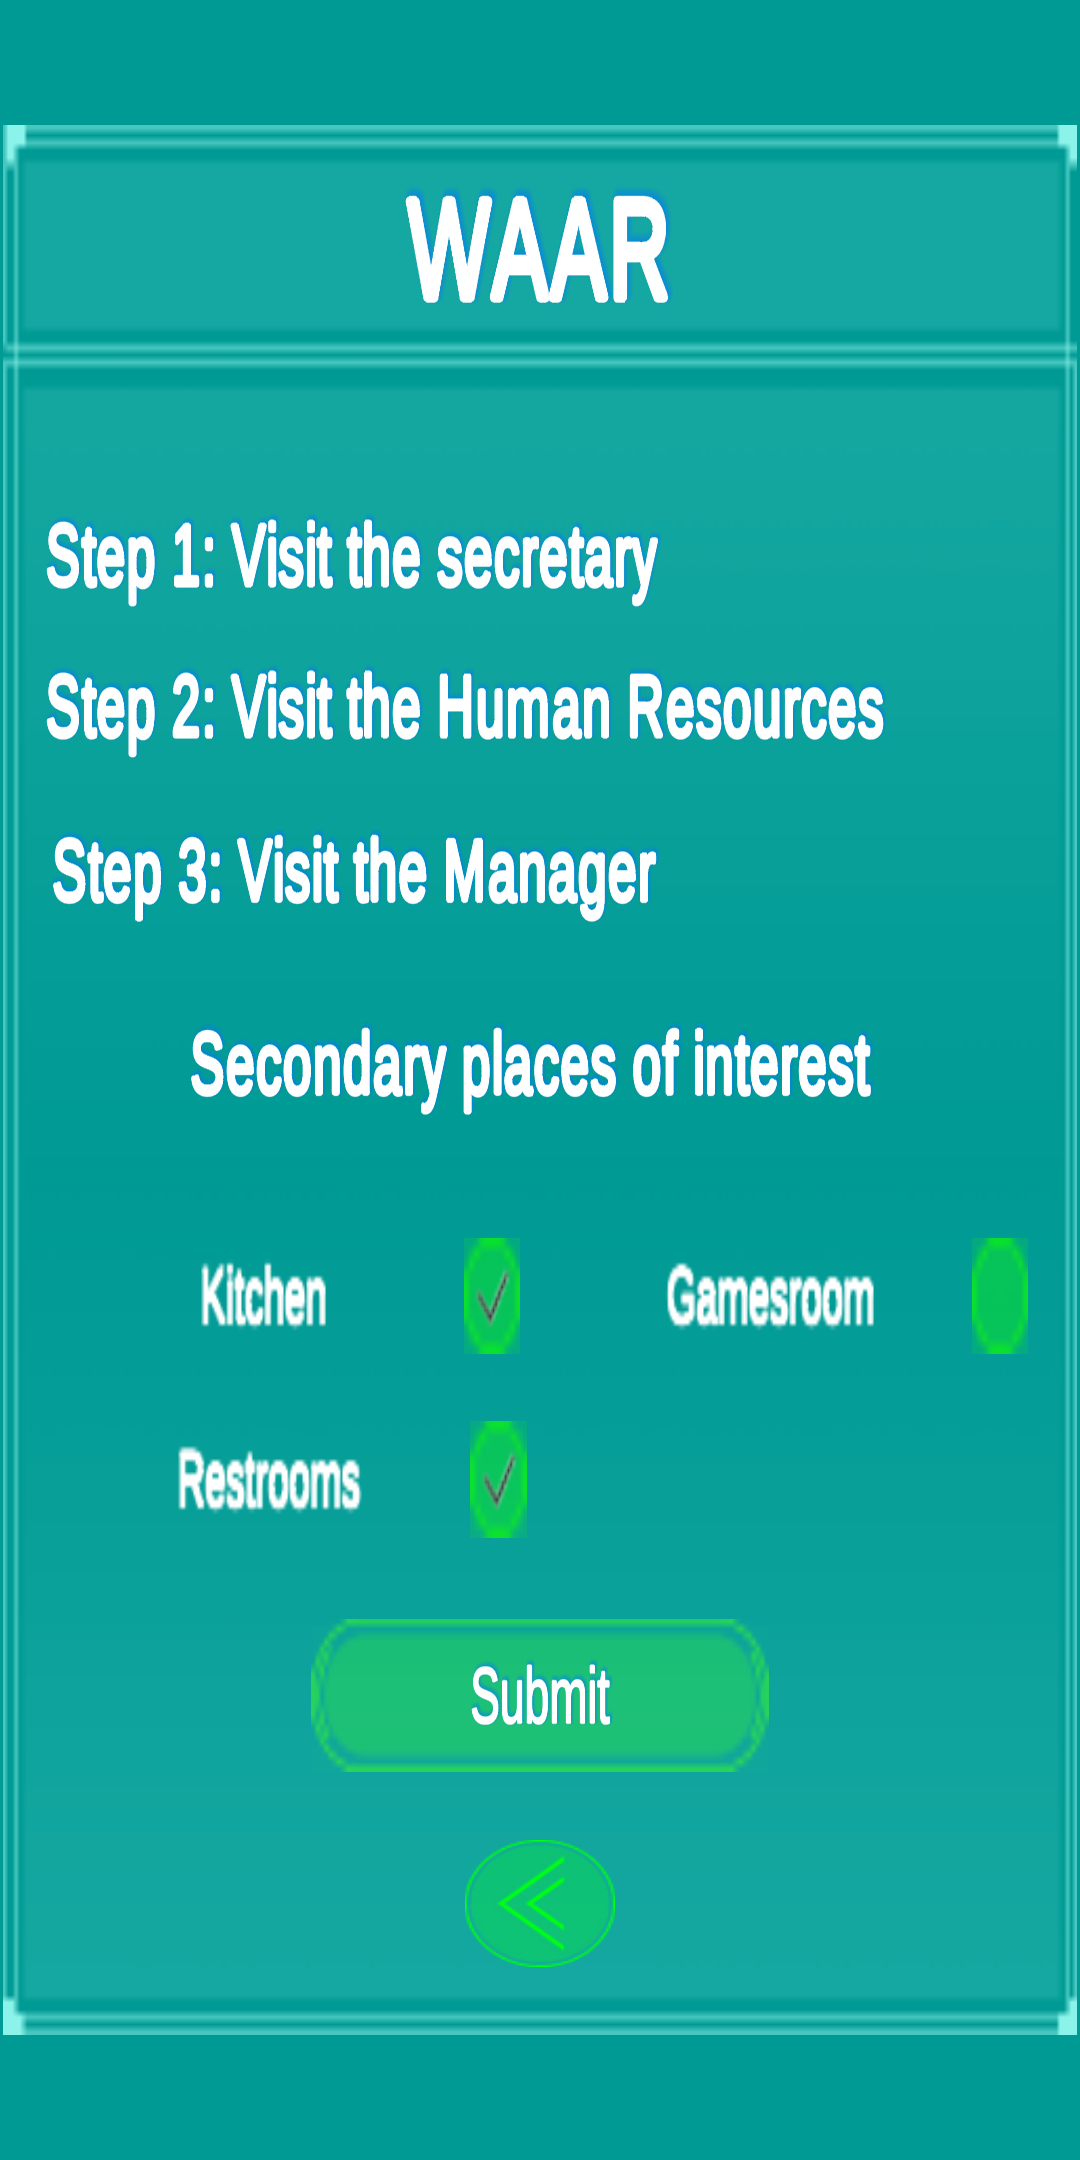 WAAR
Step 1: Visit the secretary
Step 2: Visit the Human Resources
Step 3: Visit the Manager
Secondary places of interest
Kitchen
Gamesroom
Restrooms
Submit